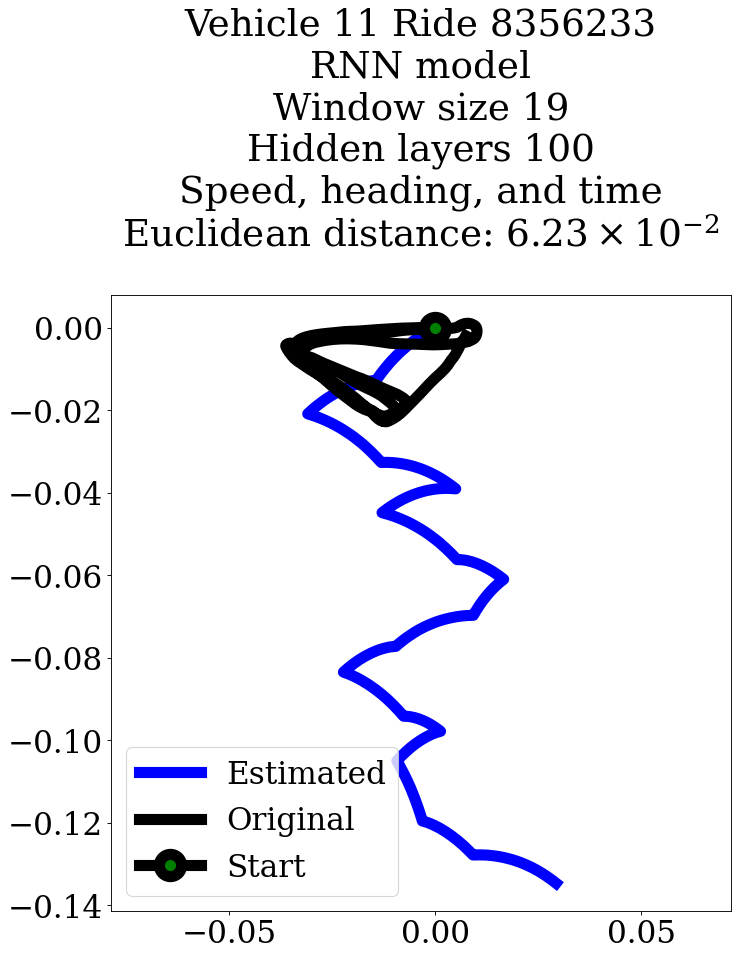 Vehicle 11 Ride 8356233
RNN model
Window size 19
Hidden layers 100
Speed, heading, and time
Euclidean distance: 6.23 × 10⁻²
0.00
−0.02
−0.04
−0.06
−0.08
−0.10
−0.12
−0.14
Estimated
Original
Start
−0.05
0.00
0.05